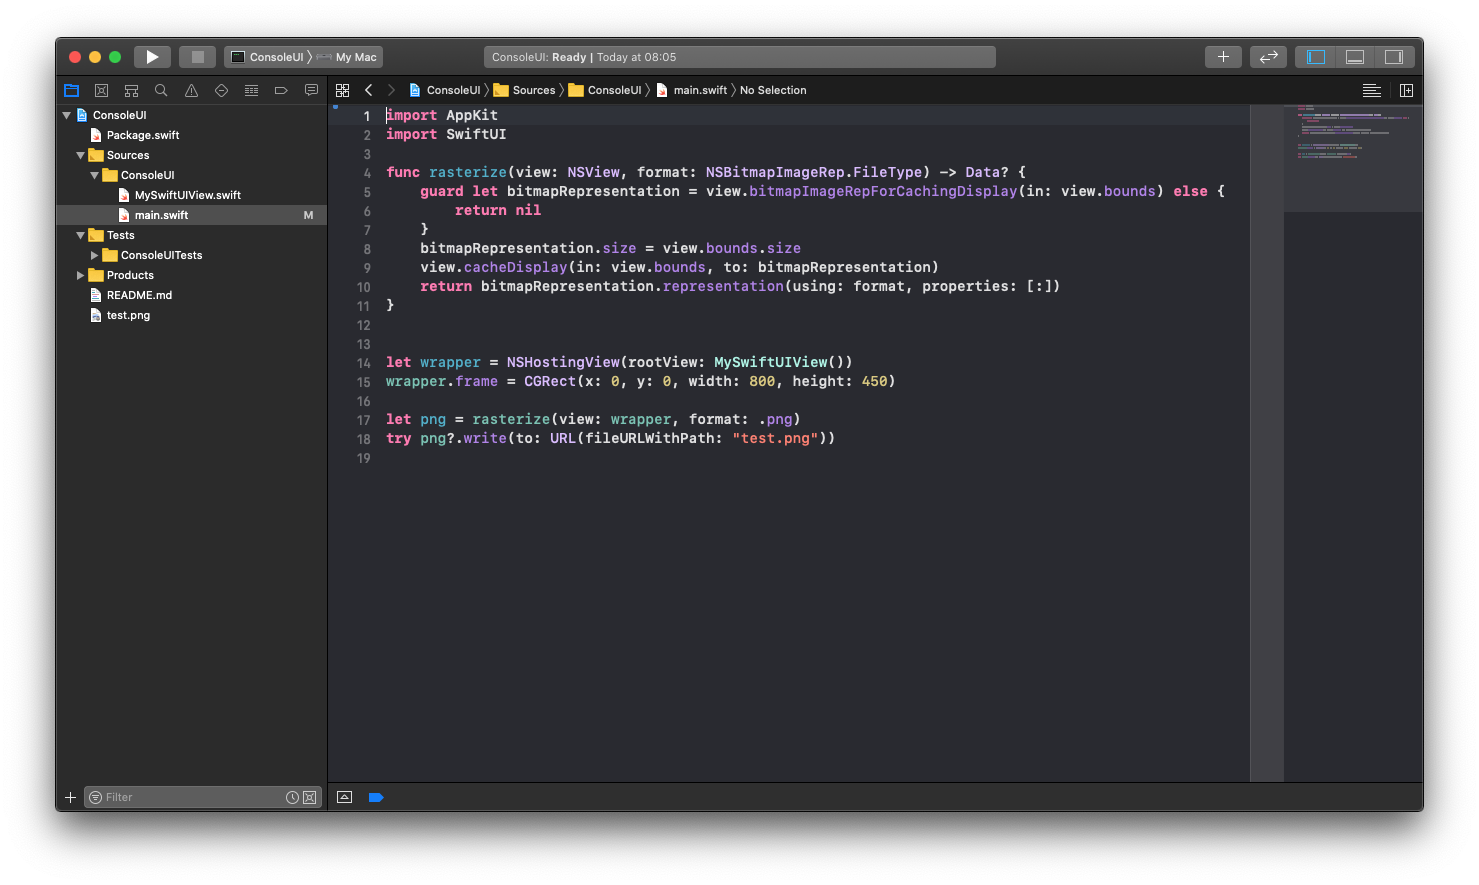 ConsoleUI 〉 My Mac
ConsoleUI: Ready | Today at 08:05
ConsoleUI 〉 Sources 〉 ConsoleUI 〉 main.swift 〉 No Selection
ConsoleUI
Package.swift
Sources
ConsoleUI
MySwiftUIView.swift
main.swift M
Tests
ConsoleUITests
Products
README.md
test.png
Filter
1 import AppKit
2 import SwiftUI
3
4 func rasterize(view: NSView, format: NSBitmapImageRep.FileType) -> Data? {
5     guard let bitmapRepresentation = view.bitmapImageRepForCachingDisplay(in: view.bounds) else {
6         return nil
7     }
8     bitmapRepresentation.size = view.bounds.size
9     view.cacheDisplay(in: view.bounds, to: bitmapRepresentation)
10     return bitmapRepresentation.representation(using: format, properties: [:])
11 }
12
13
14 let wrapper = NSHostingView(rootView: MySwiftUIView())
15 wrapper.frame = CGRect(x: 0, y: 0, width: 800, height: 450)
16
17 let png = rasterize(view: wrapper, format: .png)
18 try png?.write(to: URL(fileURLWithPath: "test.png"))
19